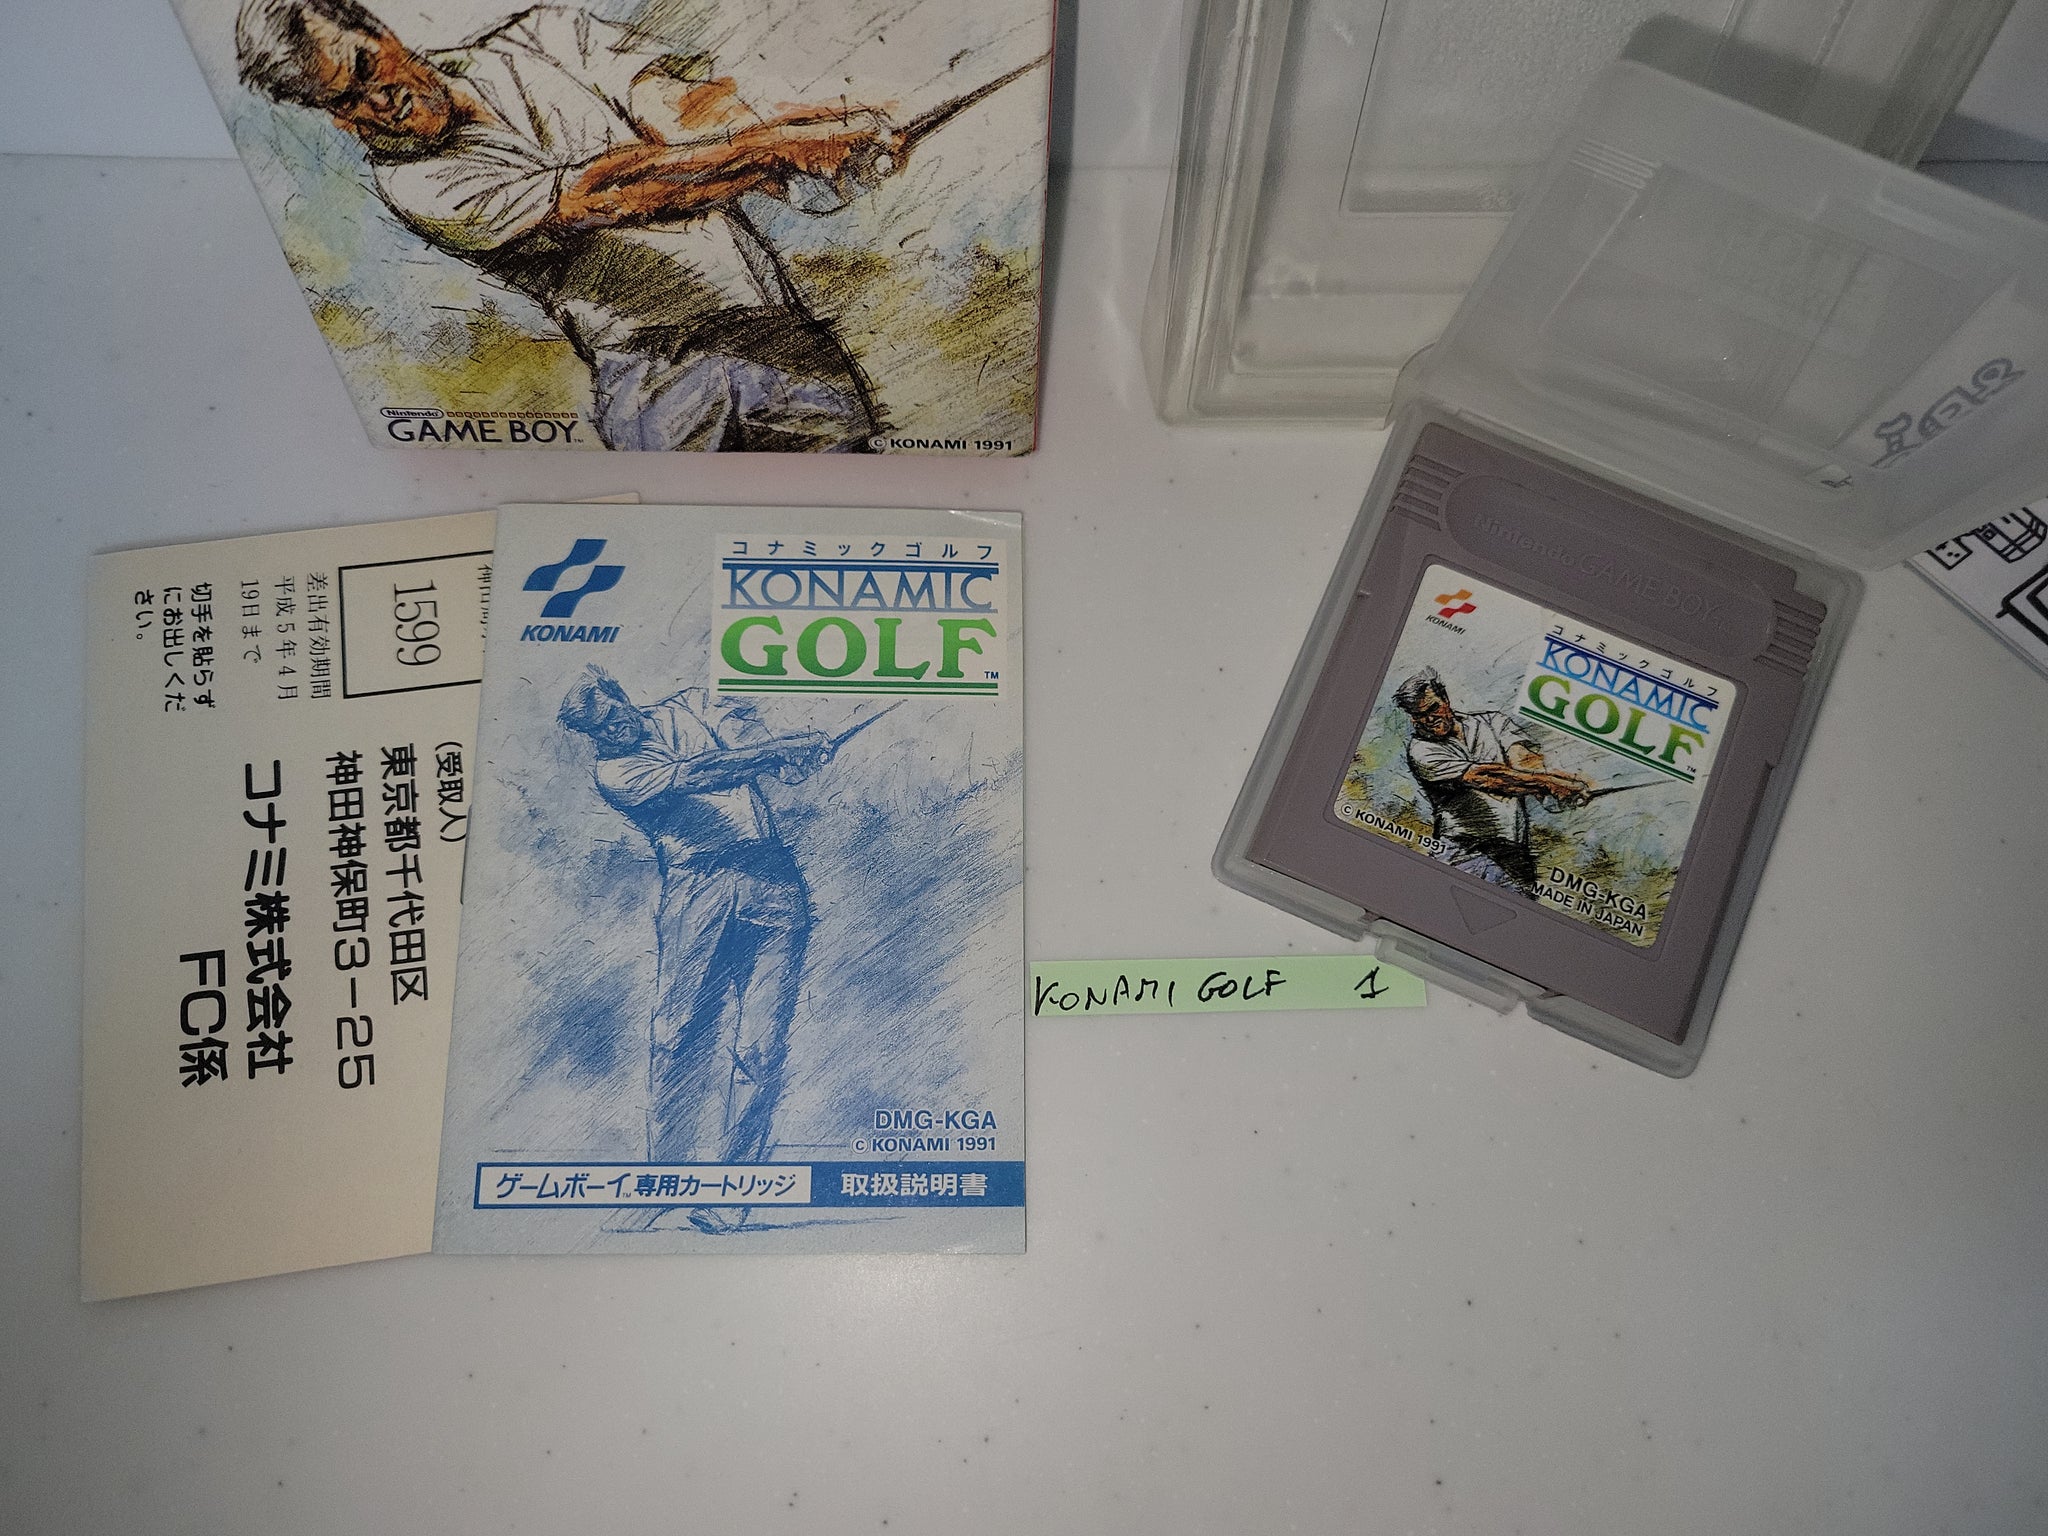 Nintendo
GAME BOY™
© KONAMI 1991
1599
差出有効期間
平成5年4月
19日まで
切手を貼らず
にお出しくだ
さい。
(受取人)
東京都千代田区
神田神保町3-25
コナミ株式会社
FC係
KONAMI
コナミックゴルフ
KONAMIC
GOLF™
DMG-KGA
© KONAMI 1991
ゲームボーイ™専用カートリッジ
取扱説明書
KONAMI GOLF 1
Nintendo GAME BOY™
KONAMI
コナミックゴルフ
KONAMIC
GOLF™
© KONAMI 1991
DMG-KGA
MADE IN JAPAN